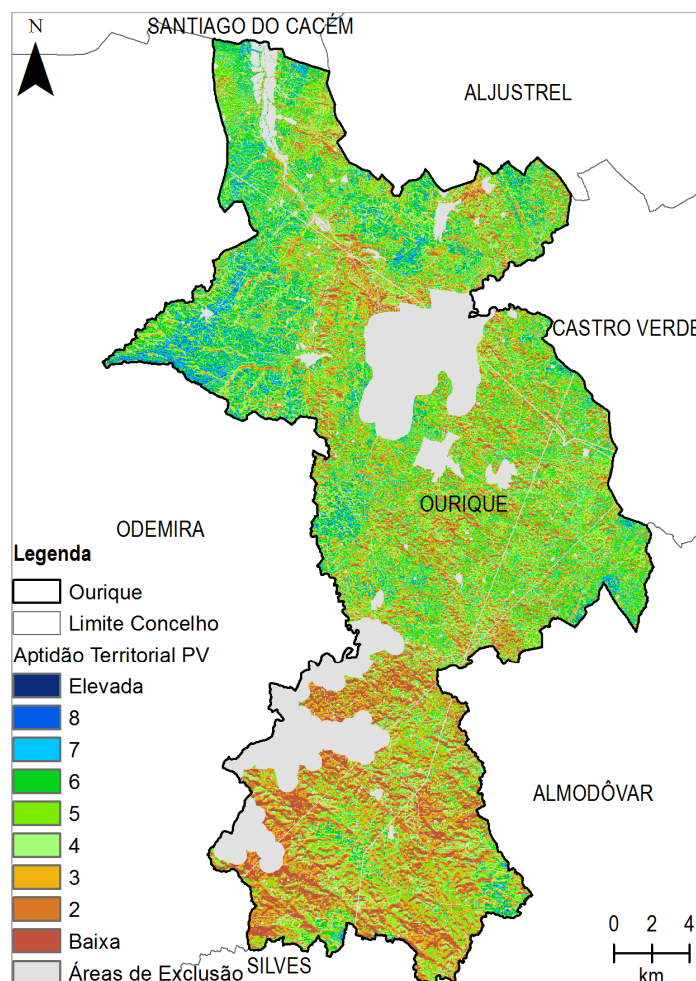 SANTIAGO DO CACÉM
N
ALJUSTREL
CASTRO VERDE
OURIQUE
ODEMIRA
Legenda
Ourique
Limite Concelho
Aptidão Territorial PV
Elevada
8
7
6
5
4
3
2
Baixa
Áreas de Exclusão
ALMODÔVAR
SILVES
0 2 4
km